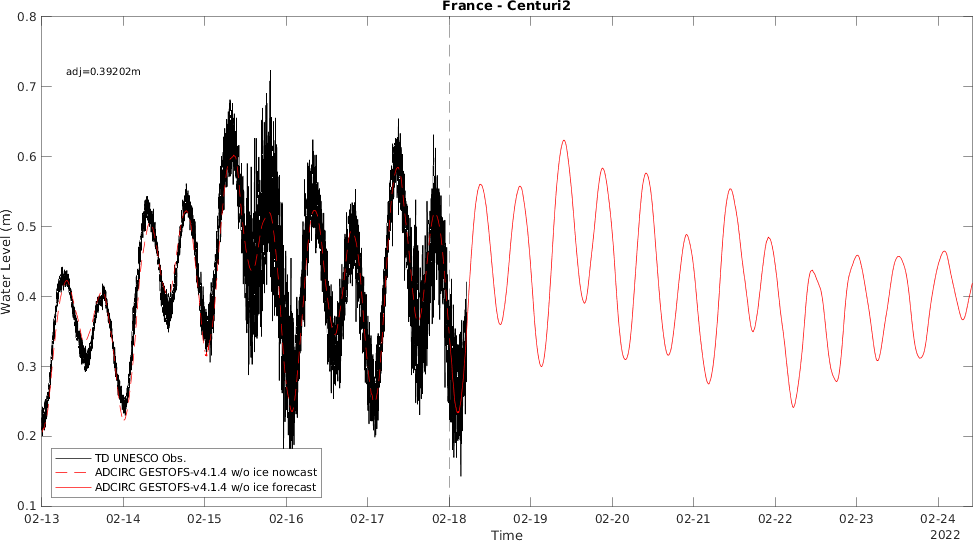 France - Centuri2
0.8
0.7
0.6
0.5
0.4
0.3
0.2
0.1
Water Level (m)
adj=0.39202m
TD UNESCO Obs.
ADCIRC GESTOFS-v4.1.4 w/o ice nowcast
ADCIRC GESTOFS-v4.1.4 w/o ice forecast
02-13 02-14 02-15 02-16 02-17 02-18 02-19 02-20 02-21 02-22 02-23 02-24
Time
2022